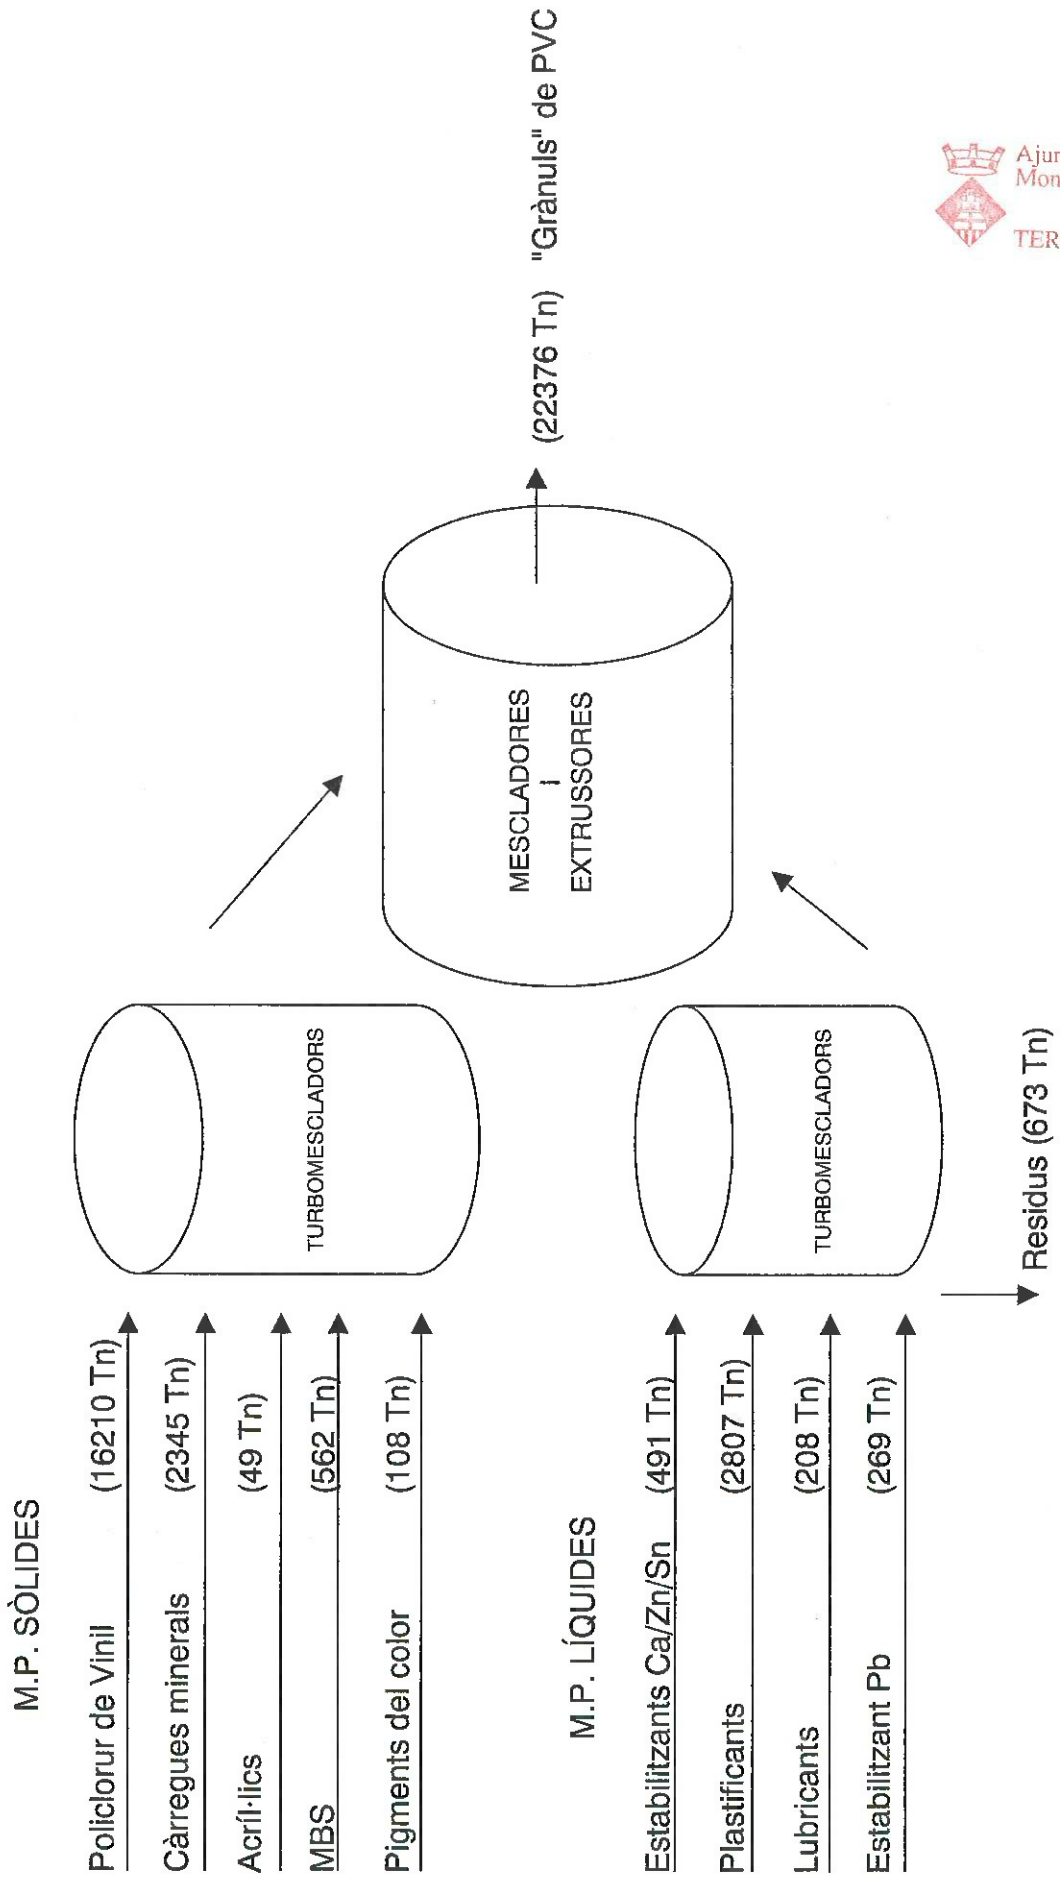 M.P. SÒLIDES
Policlorur de Vinil (16210 Tn)
Càrregues minerals (2345 Tn)
Acríl·lics (49 Tn)
MBS (562 Tn)
Pigments del color (108 Tn)
TURBOMESCLADORS
M.P. LÍQUIDES
Estabilitzants Ca/Zn/Sn (491 Tn)
Plastificants (2807 Tn)
Lubricants (208 Tn)
Estabilitzant Pb (269 Tn)
TURBOMESCLADORS
Residus (673 Tn)
MESCLADORES
I
EXTRUSSORES
(22376 Tn) "Grànuls" de PVC
Ajur
Mon
TER